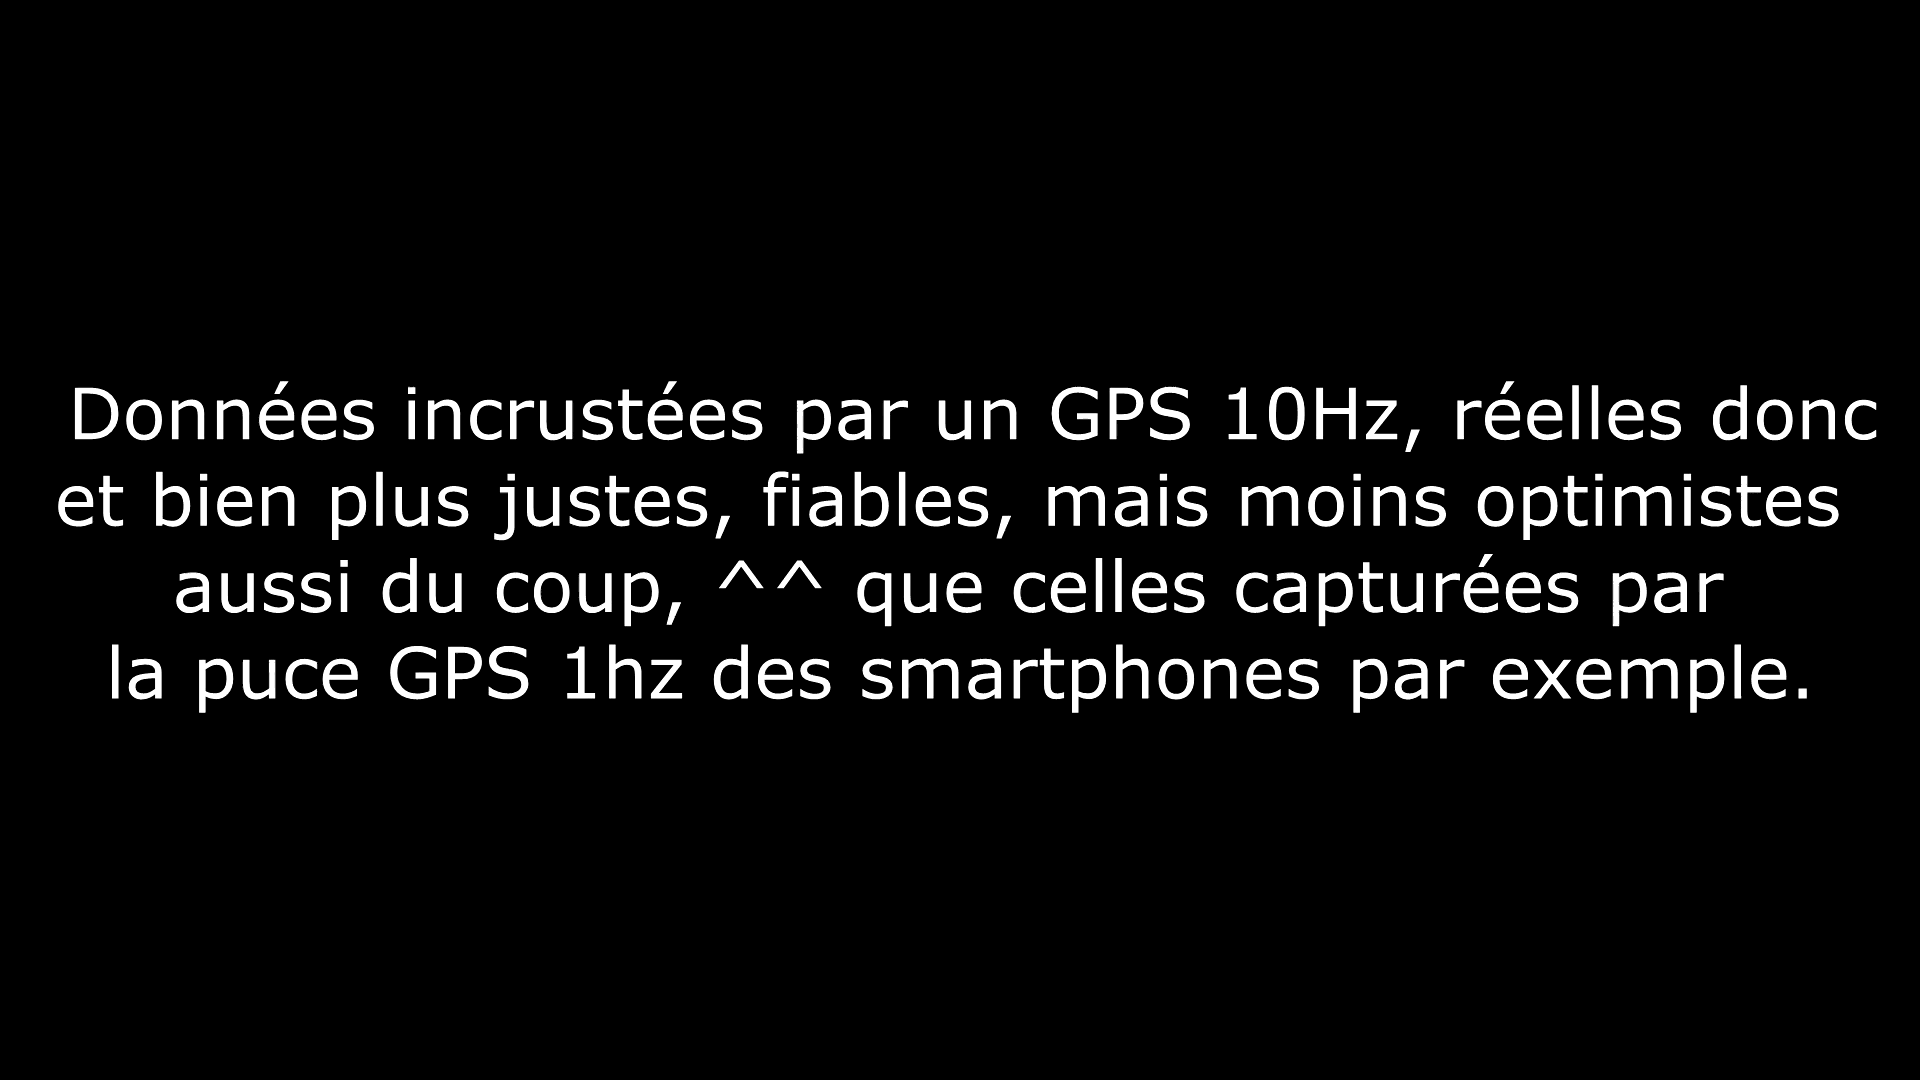 Données incrustées par un GPS 10Hz, réelles donc
et bien plus justes, fiables, mais moins optimistes
aussi du coup, ^^ que celles capturées par
la puce GPS 1hz des smartphones par exemple.